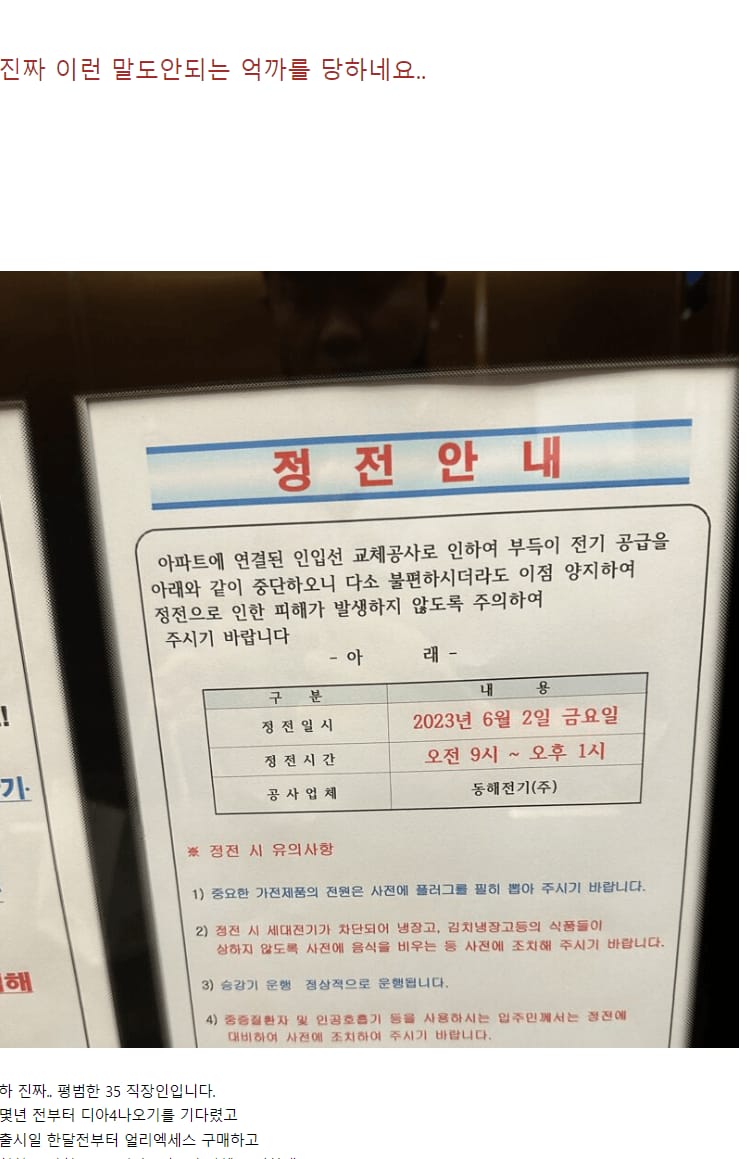 진짜 이런 말도안되는 억까를 당하네요..
정 전 안 내
아파트에 연결된 인입선 교체공사로 인하여 부득이 전기 공급을
아래와 같이 중단하오니 다소 불편하시더라도 이점 양지하여
정전으로 인한 피해가 발생하지 않도록 주의하여
주시기 바랍니다
- 아 래 -
구 분 내 용
정 전 일 시 2023년 6월 2일 금요일
정 전 시 간 오전 9시 ~ 오후 1시
공 사 업 체 동해전기(주)
※ 정전 시 유의사항
1) 중요한 가전제품의 전원은 사전에 플러그를 필히 뽑아 주시기 바랍니다.
2) 정전 시 세대전기가 차단되어 냉장고, 김치냉장고등의 식품들이
상하지 않도록 사전에 음식을 비우는 등 사전에 조치해 주시기 바랍니다.
3) 승강기 운행 정상적으로 운행됩니다.
4) 중증질환자 및 인공호흡기 등을 사용하시는 입주민께서는 정전에
대비하여 사전에 조치하여 주시기 바랍니다.
!
기·
해
하 진짜.. 평범한 35 직장인입니다.
몇년 전부터 디아4나오기를 기다렸고
출시일 한달전부터 얼리엑세스 구매하고